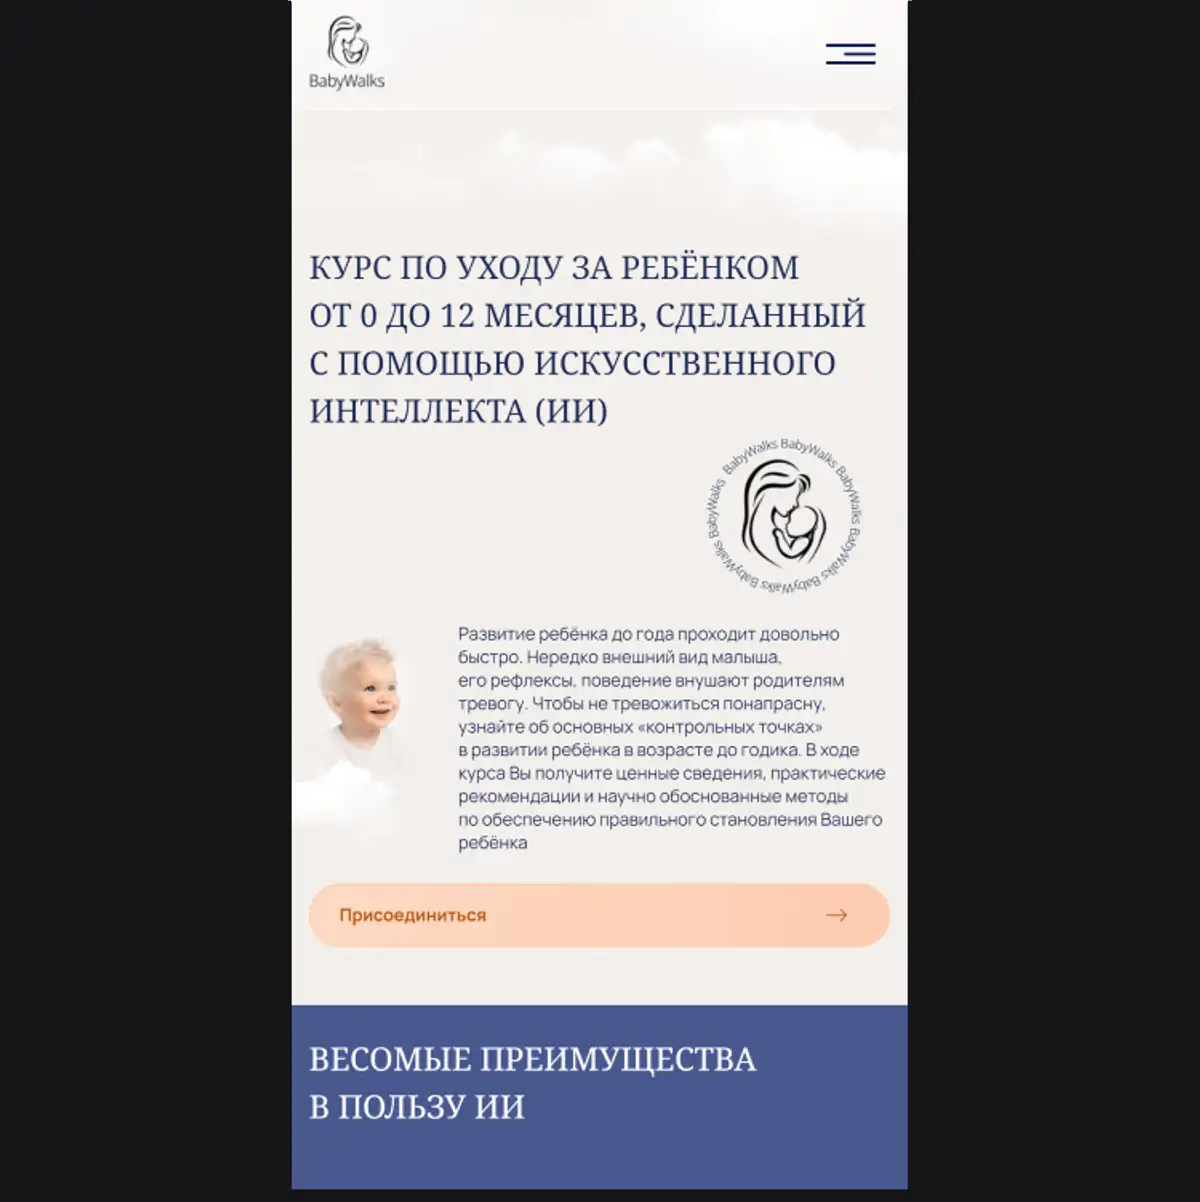 BabyWalks
КУРС ПО УХОДУ ЗА РЕБЁНКОМ
ОТ 0 ДО 12 МЕСЯЦЕВ, СДЕЛАННЫЙ
С ПОМОЩЬЮ ИСКУССТВЕННОГО
ИНТЕЛЛЕКТА (ИИ)
BabyWalks BabyWalks BabyWalks BabyWalks BabyWalks BabyWalks BabyWalks
Развитие ребёнка до года проходит довольно
быстро. Нередко внешний вид малыша,
его рефлексы, поведение внушают родителям
тревогу. Чтобы не тревожиться понапрасну,
узнайте об основных «контрольных точках»
в развитии ребёнка в возрасте до годика. В ходе
курса Вы получите ценные сведения, практические
рекомендации и научно обоснованные методы
по обеспечению правильного становления Вашего
ребёнка
Присоединиться
ВЕСОМЫЕ ПРЕИМУЩЕСТВА
В ПОЛЬЗУ ИИ